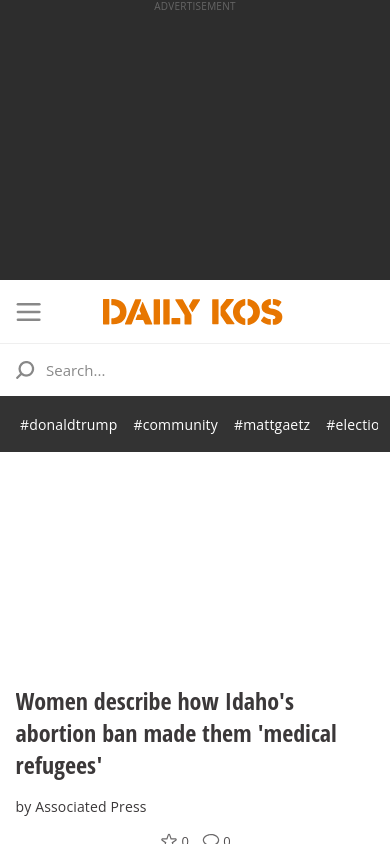 ADVERTISEMENT
DAILY KOS
Search...
#donaldtrump #community #mattgaetz #electio
Women describe how Idaho's
abortion ban made them 'medical
refugees'
by Associated Press
0 0